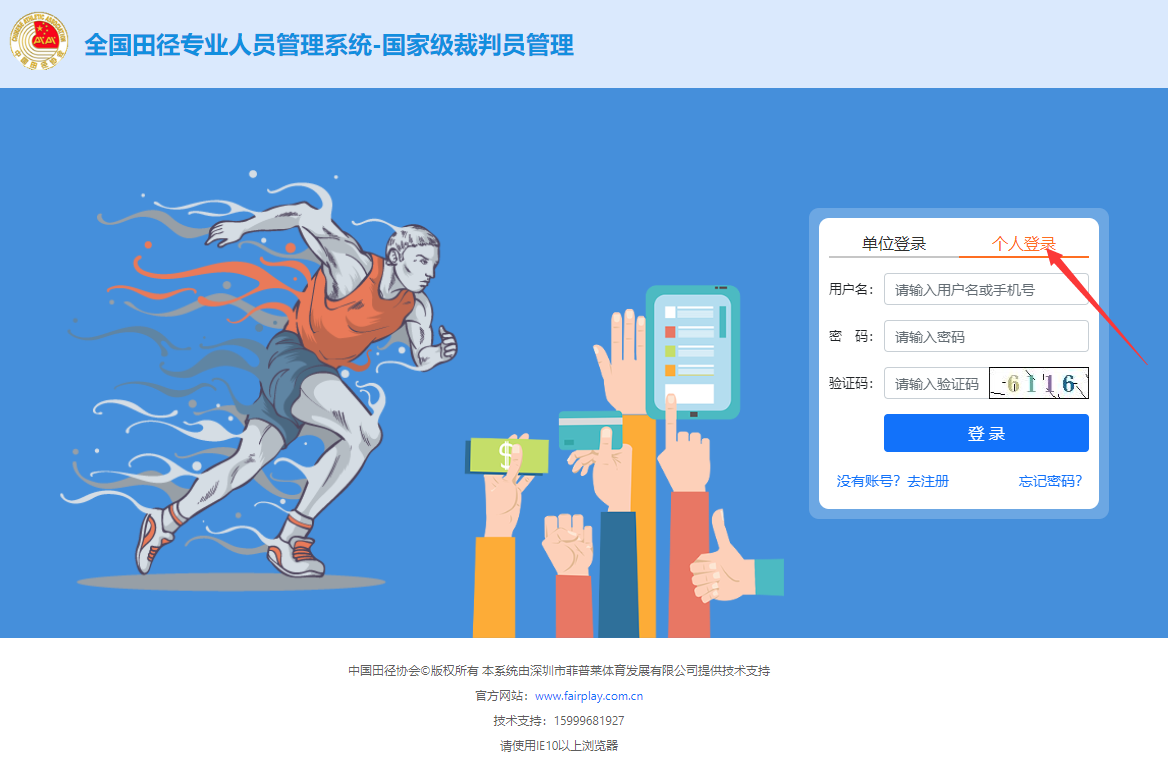 全国田径专业人员管理系统-国家级裁判员管理
单位登录 个人登录
用户名： 请输入用户名或手机号
密 码： 请输入密码
验证码： 请输入验证码 6116
登 录
没有账号？去注册 忘记密码？
$
中国田径协会©版权所有 本系统由深圳市菲普莱体育发展有限公司提供技术支持
官方网站：www.fairplay.com.cn
技术支持：15999681927
请使用IE10以上浏览器